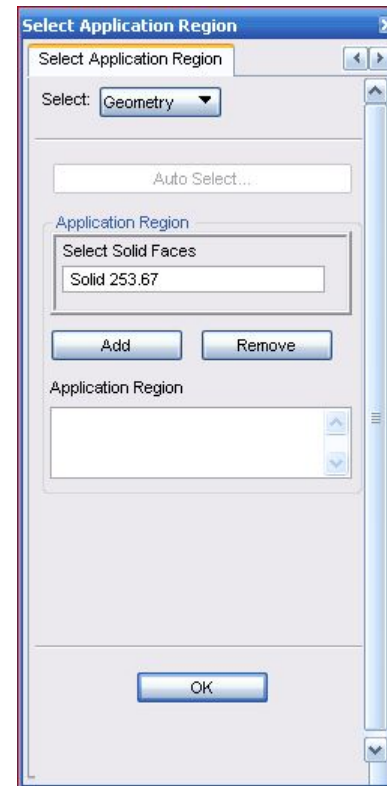 Select Application Region
Select Application Region
Select: Geometry
Auto Select...
Application Region
Select Solid Faces
Solid 253.67
Add Remove
Application Region
OK